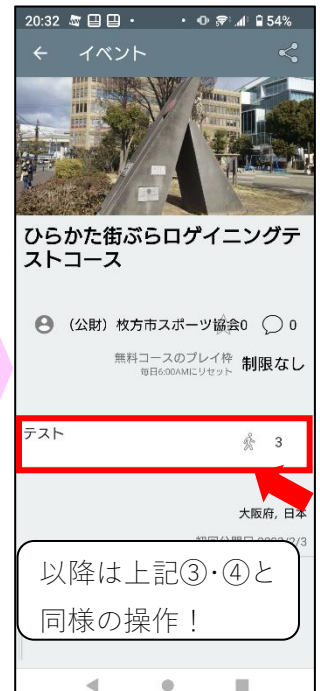 20:32 54%
イベント
ひらかた街ぶらロゲイニングテ
ストコース
(公財) 枚方市スポーツ協会0 0
無料コースのプレイ枠 制限なし
毎日6:00AMにリセット
テスト 3
大阪府, 日本
以降は上記③・④と
同様の操作！